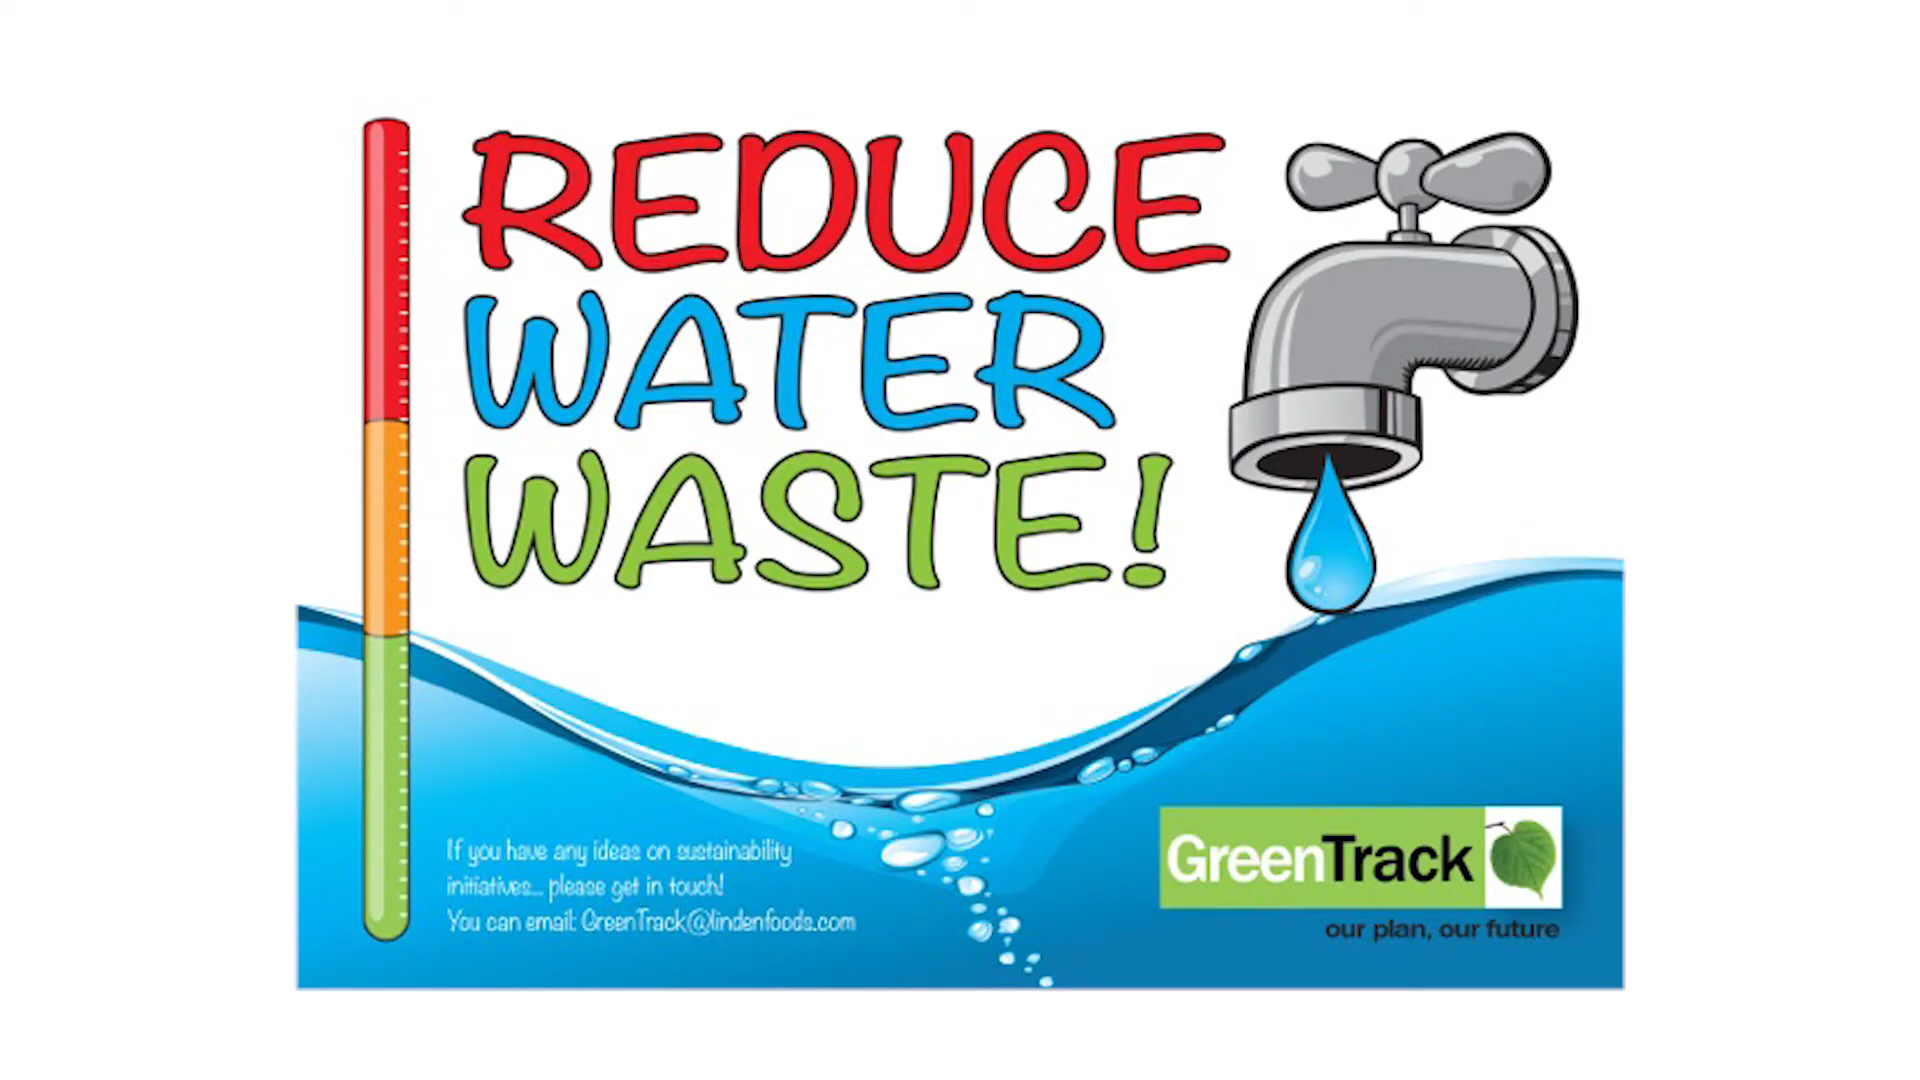 REDUCE
WATER
WASTE!
If you have any ideas on sustainability
initiatives... please get in touch!
You can email: GreenTrack@lindenfoods.com
GreenTrack
our plan, our future